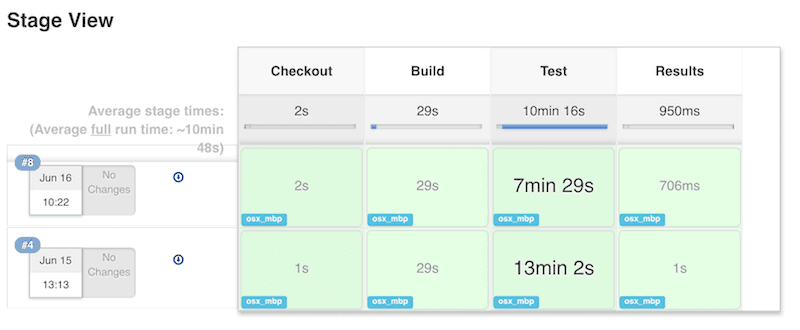 Stage View
Checkout Build Test Results
Average stage times:
(Average full run time: ~10min
48s)
2s 29s 10min 16s 950ms
#8
Jun 16
10:22
No
Changes
2s 29s 7min 29s 706ms
osx_mbp osx_mbp osx_mbp osx_mbp
#4
Jun 15
13:13
No
Changes
1s 29s 13min 2s 1s
osx_mbp osx_mbp osx_mbp osx_mbp